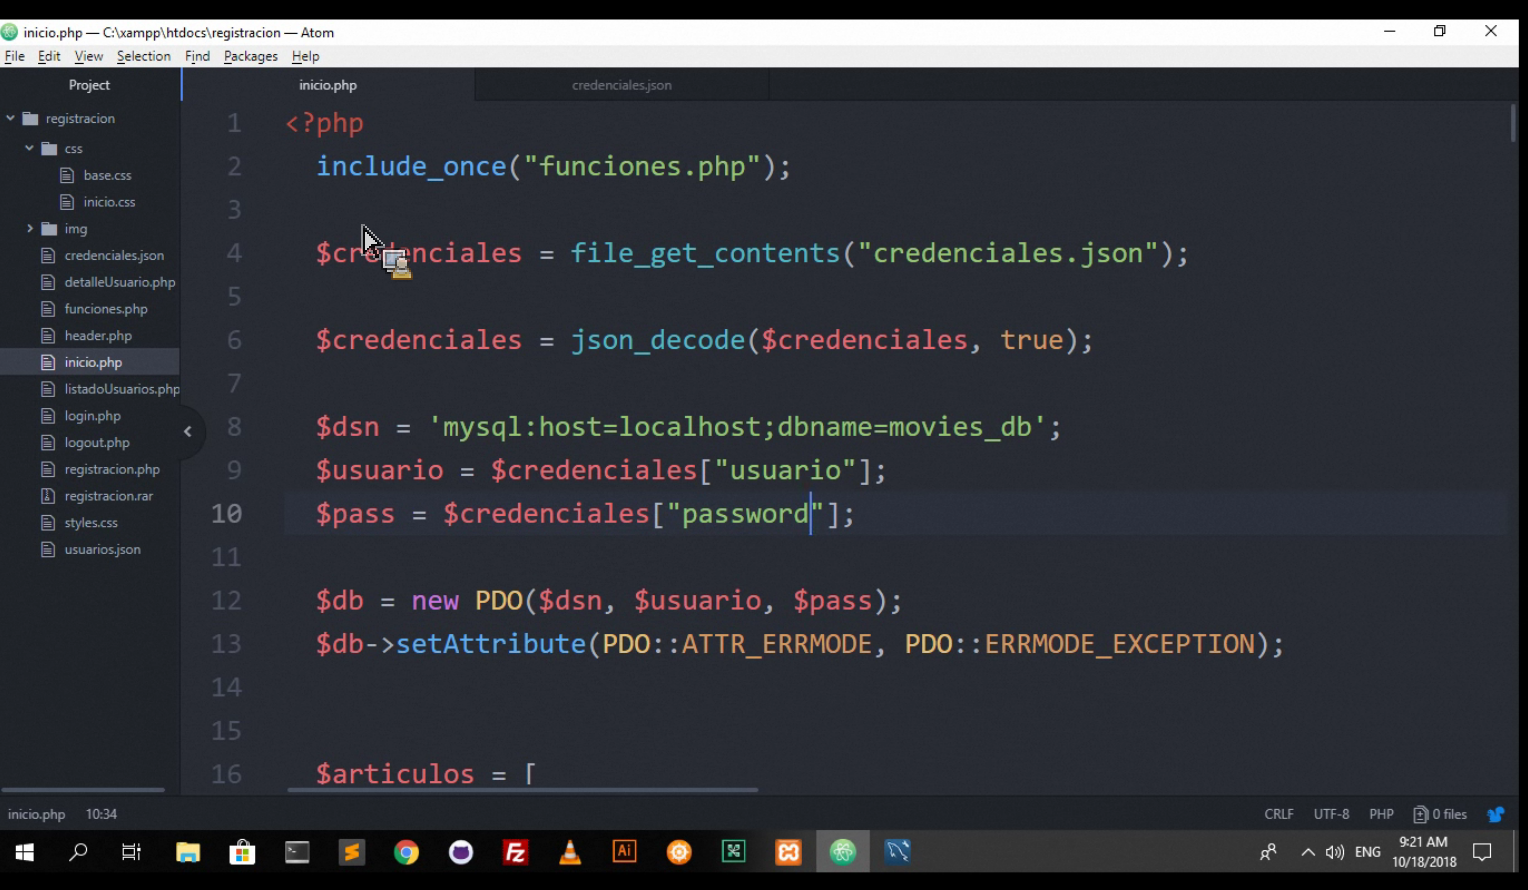 inicio.php — C:\xampp\htdocs\registracion — Atom
File Edit View Selection Find Packages Help
Project
inicio.php
credenciales.json
registracion
css
base.css
inicio.css
img
credenciales.json
detalleUsuario.php
funciones.php
header.php
inicio.php
listadoUsuarios.php
login.php
logout.php
registracion.php
registracion.rar
styles.css
usuarios.json
1 <?php
2 include_once("funciones.php");
3
4 $credenciales = file_get_contents("credenciales.json");
5
6 $credenciales = json_decode($credenciales, true);
7
8 $dsn = 'mysql:host=localhost;dbname=movies_db';
9 $usuario = $credenciales["usuario"];
10 $pass = $credenciales["password"];
11
12 $db = new PDO($dsn, $usuario, $pass);
13 $db->setAttribute(PDO::ATTR_ERRMODE, PDO::ERRMODE_EXCEPTION);
14
15
16 $articulos = [
inicio.php 10:34
CRLF UTF-8 PHP 0 files
Fz
Ai
ENG
9:21 AM
10/18/2018